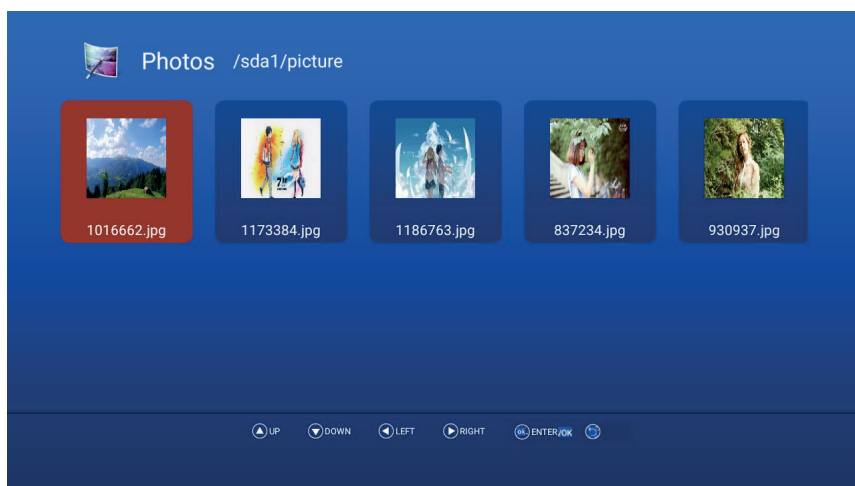 Photos /sda1/picture
1016662.jpg 1173384.jpg 1186763.jpg 837234.jpg 930937.jpg
UP DOWN LEFT RIGHT ok ENTER/OK